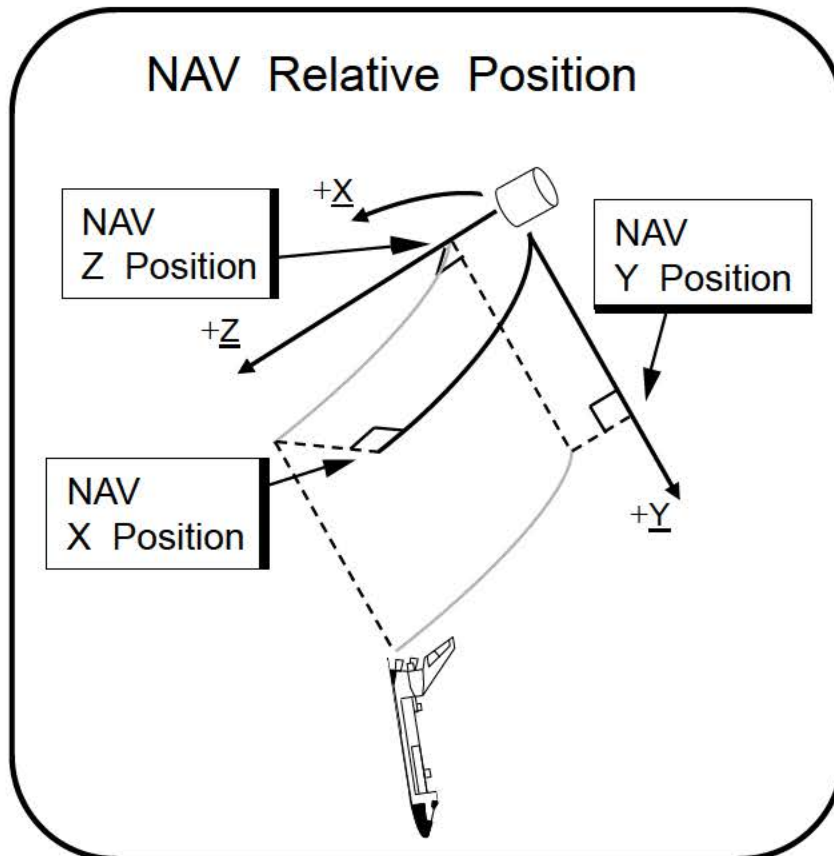 NAV Relative Position
+X
NAV
Z Position
NAV
Y Position
+Z
NAV
X Position
+Y